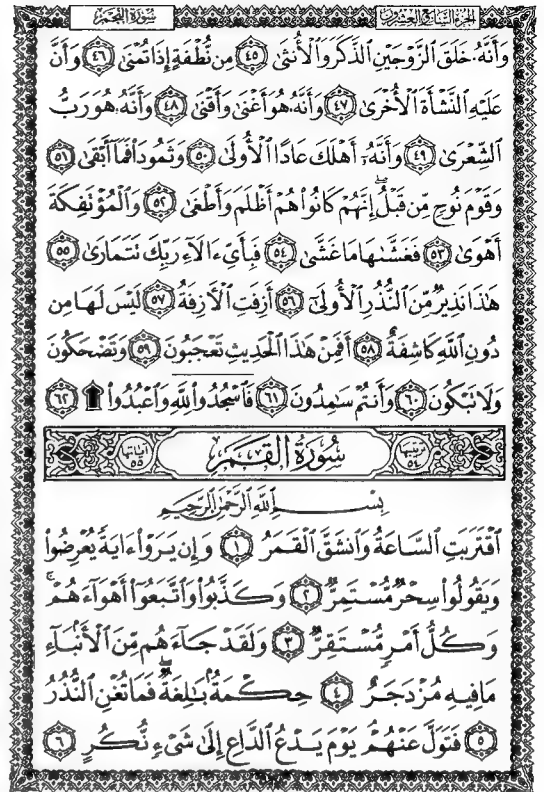 الجزء السابع والعشرون
سورة النجم
وَأَنَّهُۥ خَلَقَ ٱلزَّوْجَيْنِ ٱلذَّكَرَ وَٱلْأُنثَىٰ ٤٥ مِن نُّطْفَةٍ إِذَا تُمْنَىٰ ٤٦ وَأَنَّ
عَلَيْهِ ٱلنَّشْأَةَ ٱلْأُخْرَىٰ ٤٧ وَأَنَّهُۥ هُوَ أَغْنَىٰ وَأَقْنَىٰ ٤٨ وَأَنَّهُۥ هُوَ رَبُّ
ٱلشِّعْرَىٰ ٤٩ وَأَنَّهُۥٓ أَهْلَكَ عَادًا ٱلْأُولَىٰ ٥٠ وَثَمُودَا۟ فَمَآ أَبْقَىٰ ٥١
وَقَوْمَ نُوحٍ مِّن قَبْلُ ۖ إِنَّهُمْ كَانُوا۟ هُمْ أَظْلَمَ وَأَطْغَىٰ ٥٢ وَٱلْمُؤْتَفِكَةَ
أَهْوَىٰ ٥٣ فَغَشَّىٰهَا مَا غَشَّىٰ ٥٤ فَبِأَىِّ ءَالَآءِ رَبِّكَ تَتَمَارَىٰ ٥٥
هَٰذَا نَذِيرٌ مِّنَ ٱلنُّذُرِ ٱلْأُولَىٰٓ ٥٦ أَزِفَتِ ٱلْءَازِفَةُ ٥٧ لَيْسَ لَهَا مِن
دُونِ ٱللَّهِ كَاشِفَةٌ ٥٨ أَفَمِنْ هَٰذَا ٱلْحَدِيثِ تَعْجَبُونَ ٥٩ وَتَضْحَكُونَ
وَلَا تَبْكُونَ ٦٠ وَأَنتُمْ سَٰمِدُونَ ٦١ فَٱسْجُدُوا۟ لِلَّهِ وَٱعْبُدُوا۟ ۩ ٦٢
ترتيبها ٥٤ سُورَةُ القَمَر آياتها ٥٥
بِسْمِ ٱللَّهِ ٱلرَّحْمَٰنِ ٱلرَّحِيمِ
ٱقْتَرَبَتِ ٱلسَّاعَةُ وَٱنشَقَّ ٱلْقَمَرُ ١ وَإِن يَرَوْا۟ ءَايَةً يُعْرِضُوا۟
وَيَقُولُوا۟ سِحْرٌ مُّسْتَمِرٌّ ٢ وَكَذَّبُوا۟ وَٱتَّبَعُوٓا۟ أَهْوَآءَهُمْ ۚ
وَكُلُّ أَمْرٍ مُّسْتَقِرٌّ ٣ وَلَقَدْ جَآءَهُم مِّنَ ٱلْأَنۢبَآءِ
مَا فِيهِ مُزْدَجَرٌ ٤ حِكْمَةٌۢ بَٰلِغَةٌ ۖ فَمَا تُغْنِ ٱلنُّذُرُ
٥ فَتَوَلَّ عَنْهُمْ ۘ يَوْمَ يَدْعُ ٱلدَّاعِ إِلَىٰ شَىْءٍ نُّكُرٍ ٦